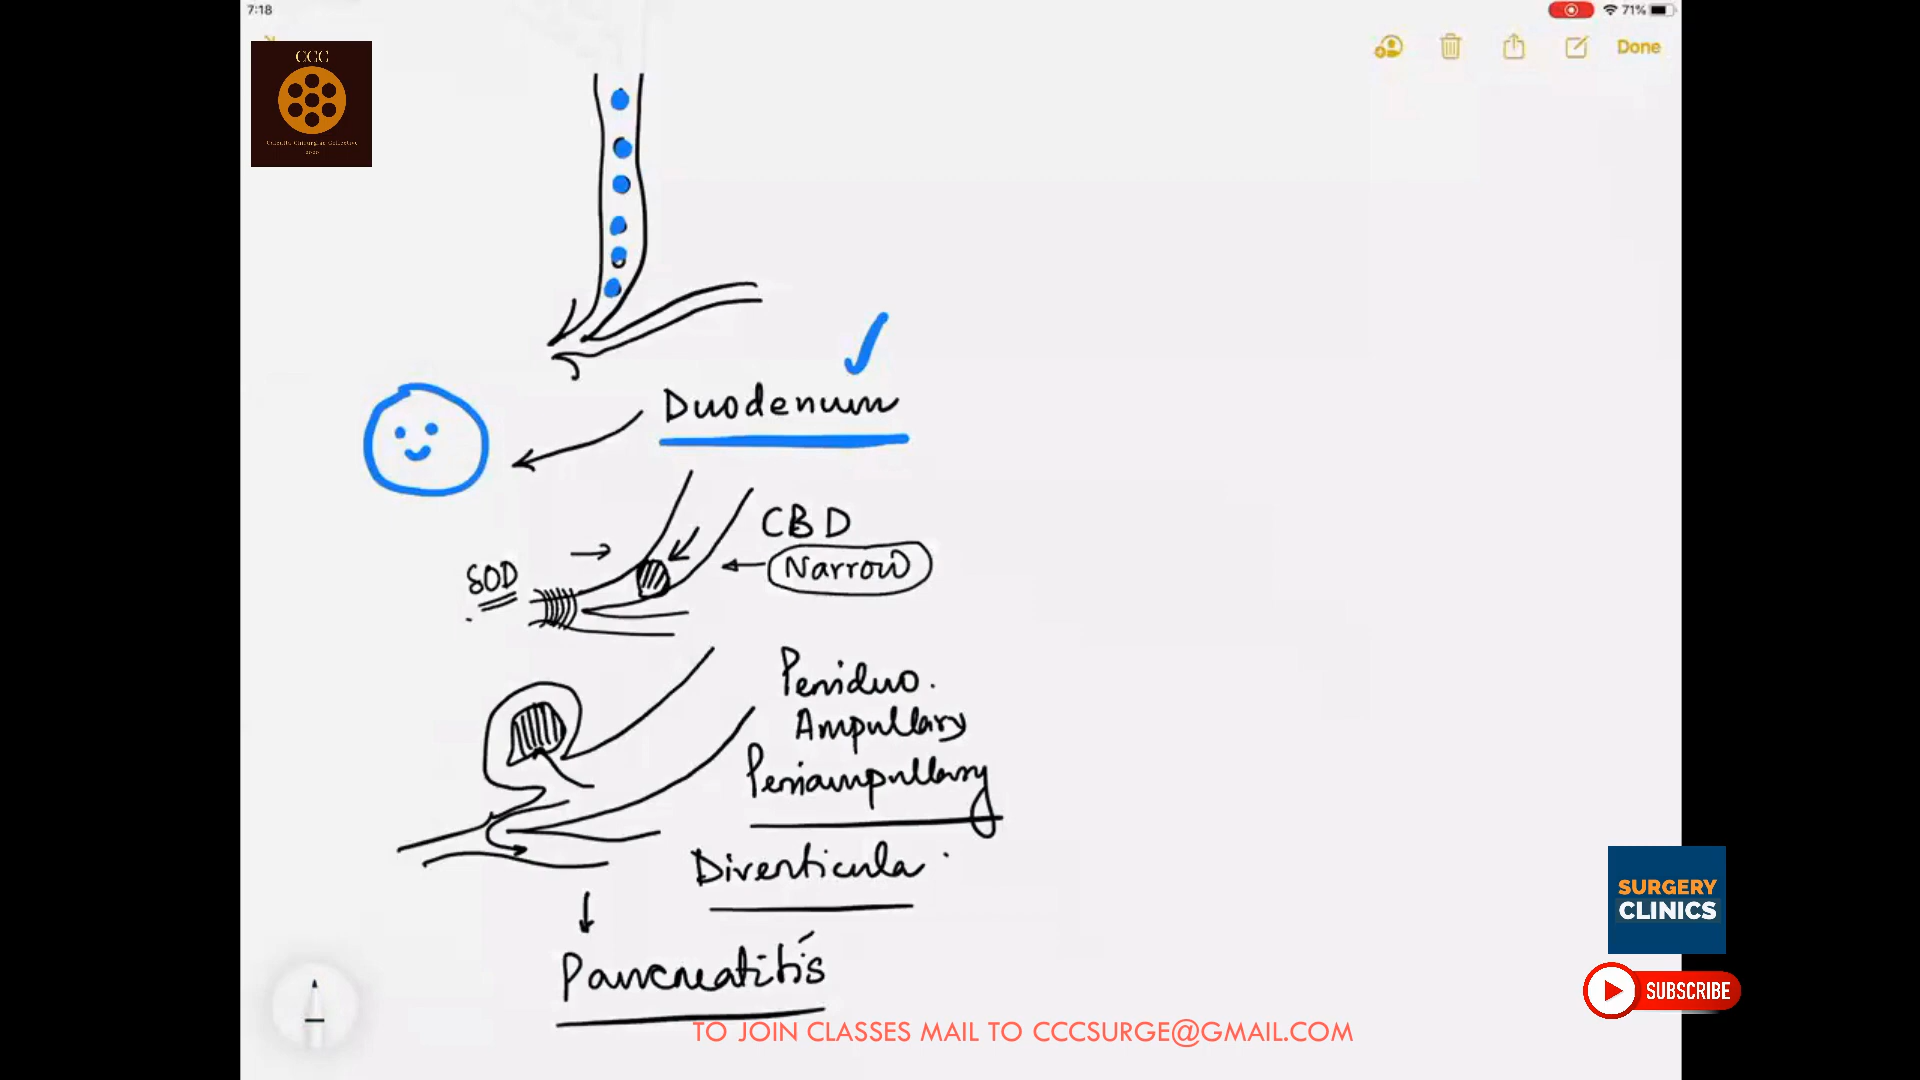 7:18
71%
Done
CCC
2020
Duodenum
CBD
Narrow
SOD
Periduo.
Ampullary
Periampullary
Diverticula
Pancreatitis
SURGERY
CLINICS
SUBSCRIBE
TO JOIN CLASSES MAIL TO CCCSURGE@GMAIL.COM